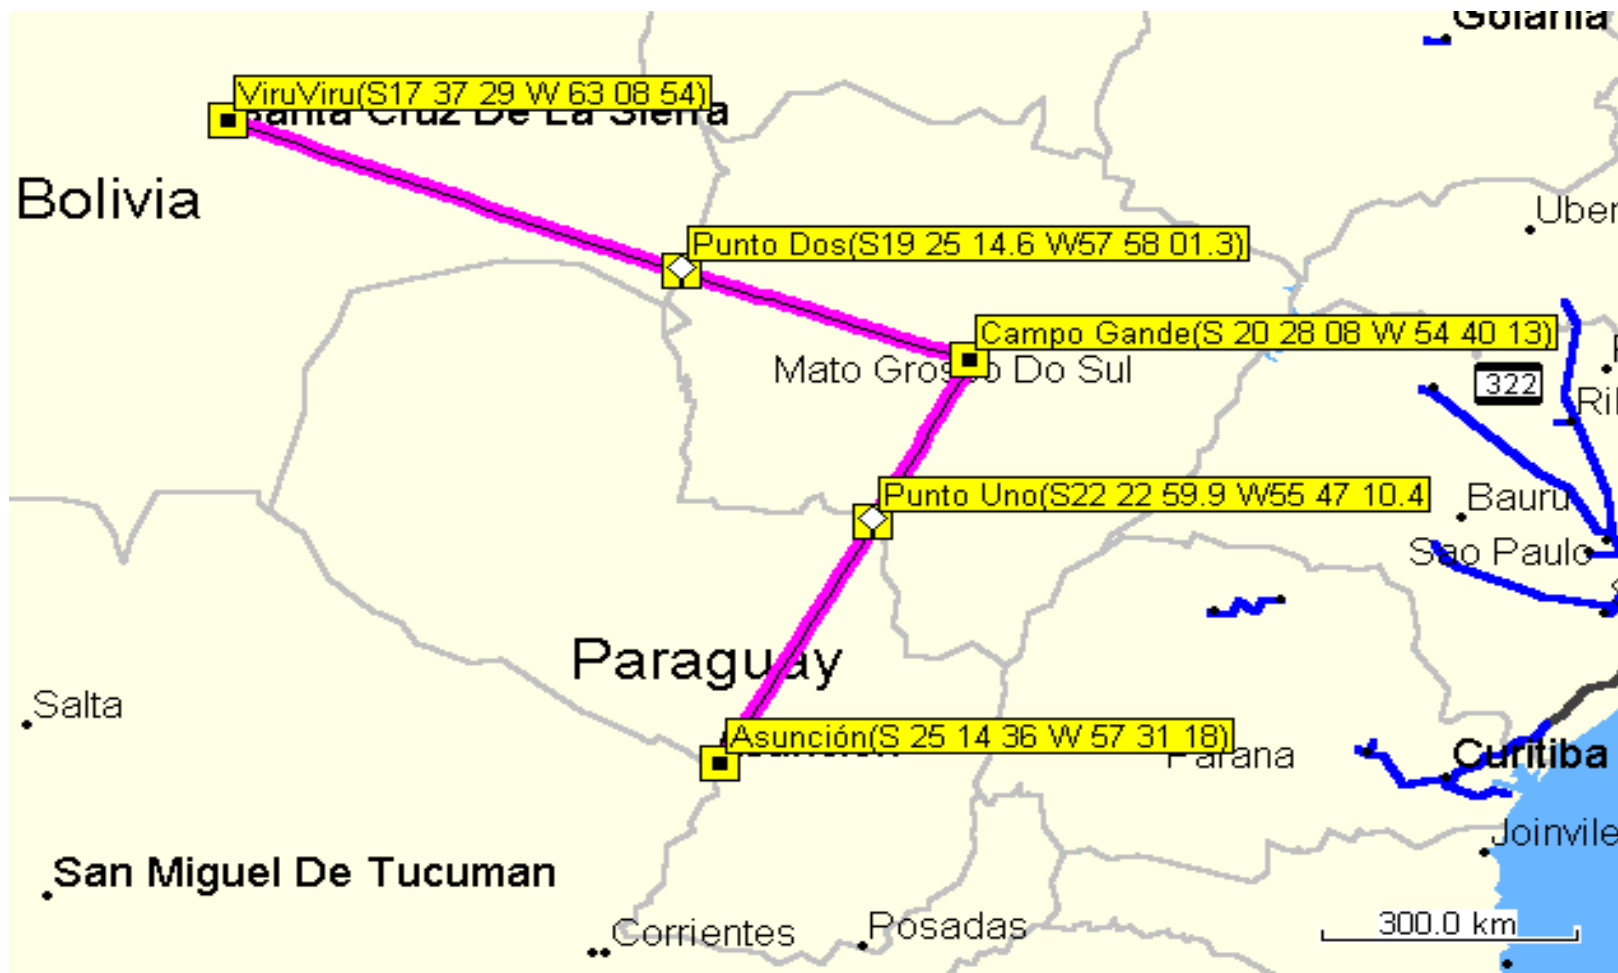 Goiania
ViruViru(S17 37 29 W 63 08 54)
Santa Cruz De La Sierra
Bolivia
Uber
Punto Dos(S19 25 14.6 W57 58 01.3)
Campo Gande(S 20 28 08 W 54 40 13)
Mato Grosso Do Sul
322
Ril
Punto Uno(S22 22 59.9 W55 47 10.4
Bauru
Sao Paulo
Paraguay
Salta
Asunción(S 25 14 36 W 57 31 18)
Parana
Curitiba
Joinvile
San Miguel De Tucuman
Corrientes
Posadas
300.0 km